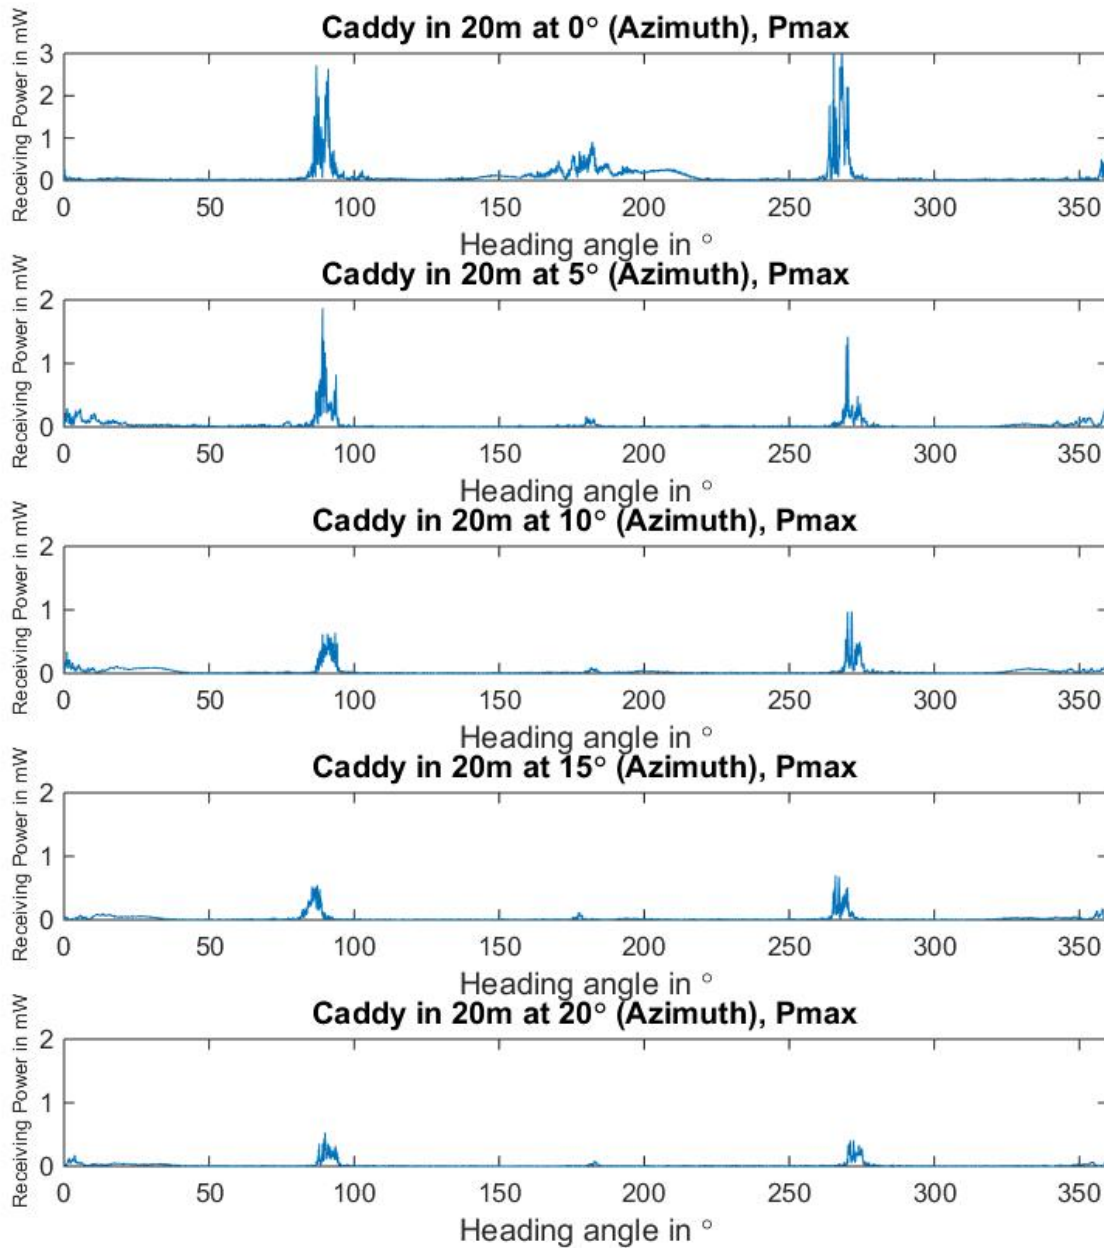 Caddy in 20m at 0° (Azimuth), Pmax
Receiving Power in mW
3
2
1
0
0 50 100 150 200 250 300 350
Heading angle in °
Caddy in 20m at 5° (Azimuth), Pmax
Receiving Power in mW
2
1
0
0 50 100 150 200 250 300 350
Heading angle in °
Caddy in 20m at 10° (Azimuth), Pmax
Receiving Power in mW
2
1
0
0 50 100 150 200 250 300 350
Heading angle in °
Caddy in 20m at 15° (Azimuth), Pmax
Receiving Power in mW
2
1
0
0 50 100 150 200 250 300 350
Heading angle in °
Caddy in 20m at 20° (Azimuth), Pmax
Receiving Power in mW
2
1
0
0 50 100 150 200 250 300 350
Heading angle in °